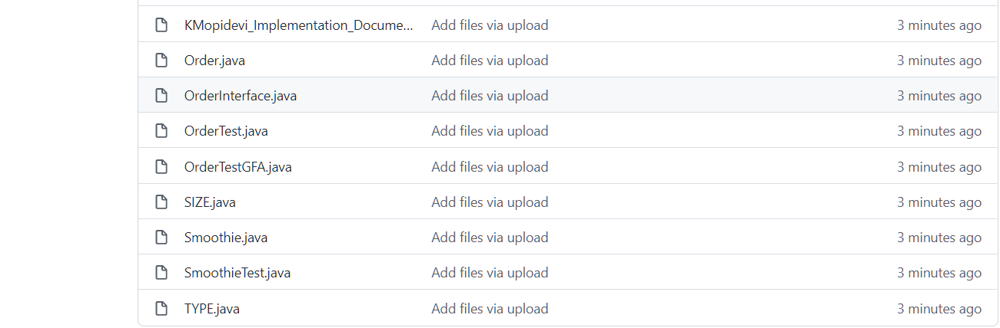 KMopidevi_Implementation_Docume... Add files via upload 3 minutes ago
Order.java Add files via upload 3 minutes ago
OrderInterface.java Add files via upload 3 minutes ago
OrderTest.java Add files via upload 3 minutes ago
OrderTestGFA.java Add files via upload 3 minutes ago
SIZE.java Add files via upload 3 minutes ago
Smoothie.java Add files via upload 3 minutes ago
SmoothieTest.java Add files via upload 3 minutes ago
TYPE.java Add files via upload 3 minutes ago